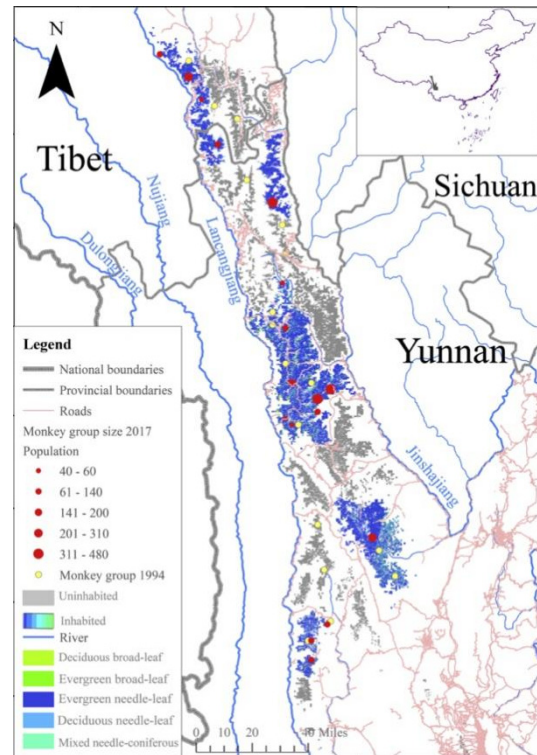 N
Tibet
Sichuan
Nujiang
Dulongjiang
Lancangjiang
Yunnan
Jinshajiang
Legend
National boundaries
Provincial boundaries
Roads
Monkey group size 2017
Population
40 - 60
61 - 140
141 - 200
201 - 310
311 - 480
Monkey group 1994
Uninhabited
Inhabited
River
Deciduous broad-leaf
Evergreen broad-leaf
Evergreen needle-leaf
Deciduous needle-leaf
Mixed needle-coniferous
0 10 20 40 Miles